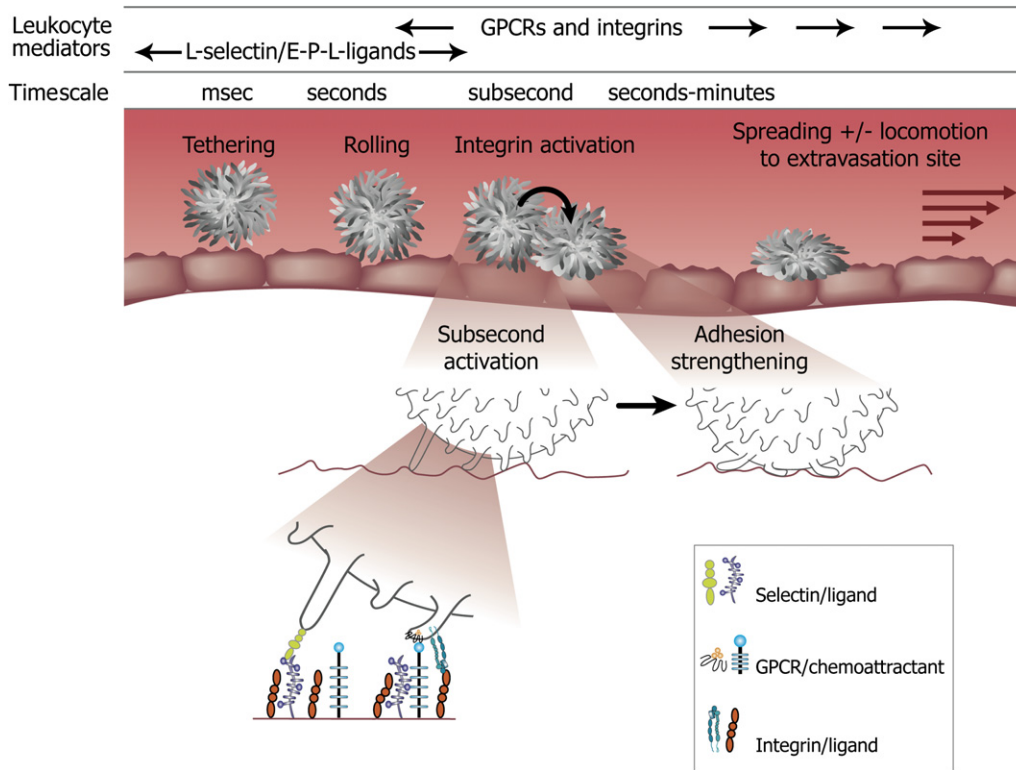 Leukocyte
mediators
GPCRs and integrins
L-selectin/E-P-L-ligands
Timescale
msec
seconds
subsecond
seconds-minutes
Tethering
Rolling
Integrin activation
Spreading +/- locomotion
to extravasation site
Subsecond
activation
Adhesion
strengthening
Selectin/ligand
GPCR/chemoattractant
Integrin/ligand